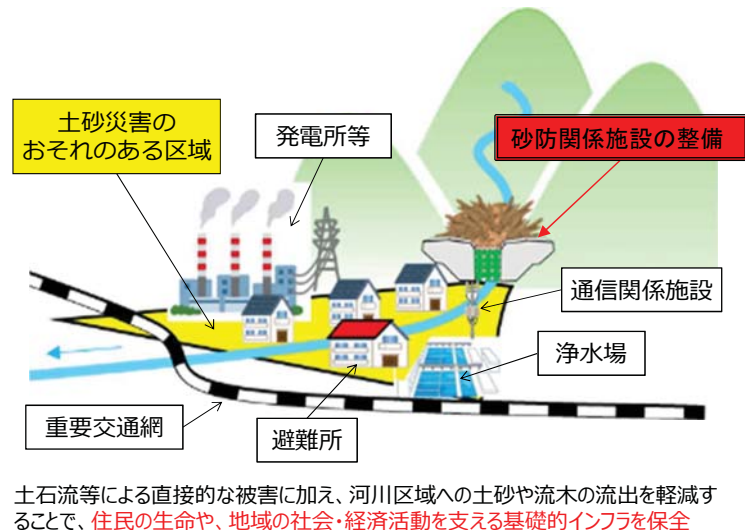 土砂災害の
おそれのある区域
発電所等
砂防関係施設の整備
通信関係施設
浄水場
重要交通網
避難所
土石流等による直接的な被害に加え、河川区域への土砂や流木の流出を軽減す
ることで、住民の生命や、地域の社会・経済活動を支える基礎的インフラを保全